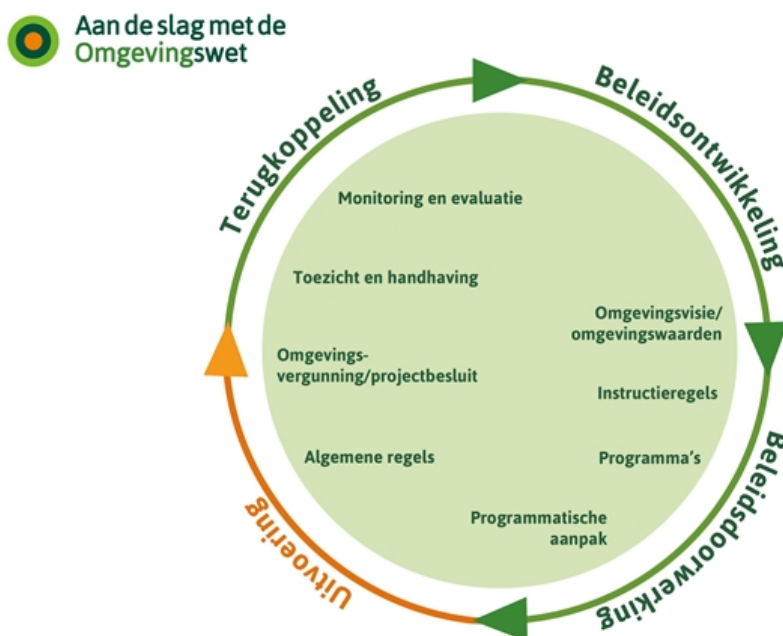 Aan de slag met de
Omgevingswet
Terugkoppeling
Beleidsontwikkeling
Monitoring en evaluatie
Toezicht en handhaving
Omgevingsvisie/
omgevingswaarden
Omgevings-
vergunning/projectbesluit
Instructieregels
Algemene regels
Programma's
Programmatische
aanpak
Uitvoering
Beleidsdoorwerking